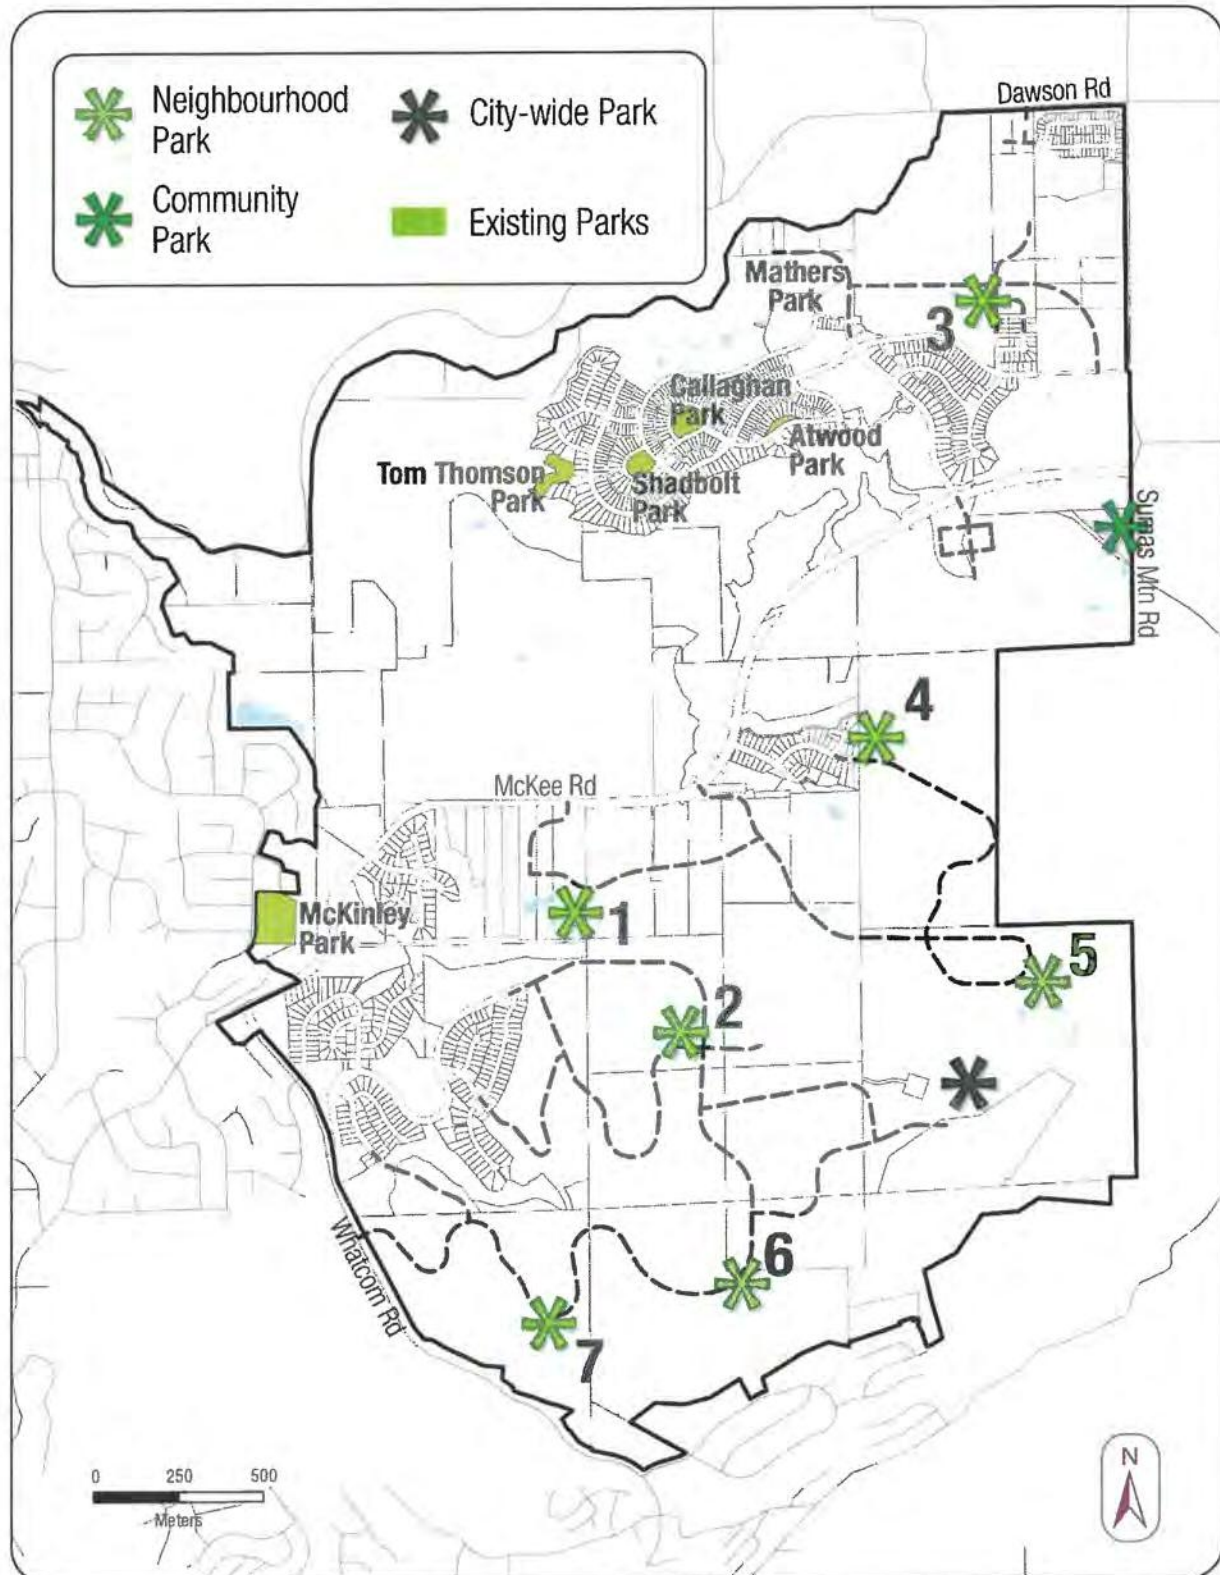 Neighbourhood
Park
City-wide Park
Community
Park
Existing Parks
Dawson Rd
Mathers
Park
3
Callaghan
Park
Atwood
Park
Tom Thomson
Park
Shadbolt
Park
Sumas Mtn Rd
4
McKee Rd
McKinley
Park
1
5
2
6
Whatcom Rd
7
0 250 500
Meters
N